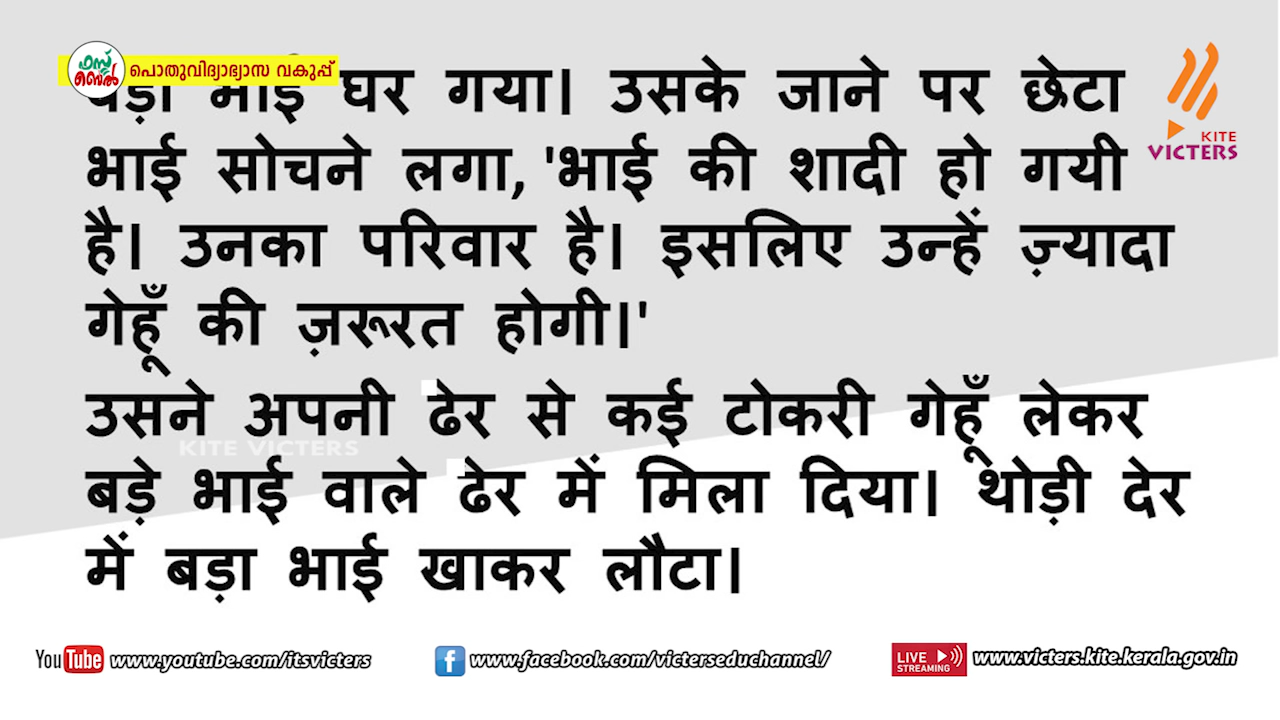 ഫസ്റ്റ് ബെൽ
പൊതുവിദ്യാഭ്യാസ വകുപ്പ്
बड़ा भाई घर गया। उसके जाने पर छेटा
भाई सोचने लगा, 'भाई की शादी हो गयी
है। उनका परिवार है। इसलिए उन्हें ज़्यादा
गेहूँ की ज़रूरत होगी।'
उसने अपनी ढेर से कई टोकरी गेहूँ लेकर
बड़े भाई वाले ढेर में मिला दिया। थोड़ी देर
में बड़ा भाई खाकर लौटा।
KITE
VICTERS
KITE VICTERS
YouTube www.youtube.com/itsvicters
f www.facebook.com/victerseduchannel/
LIVE STREAMING www.victers.kite.kerala.gov.in